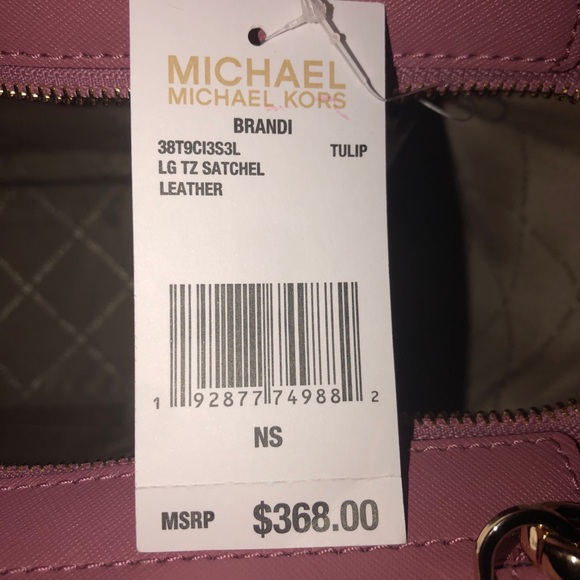 MICHAEL
MICHAEL KORS
BRANDI
38T9CI3S3L TULIP
LG TZ SATCHEL
LEATHER
1 92877 74988 2
NS
MSRP $368.00